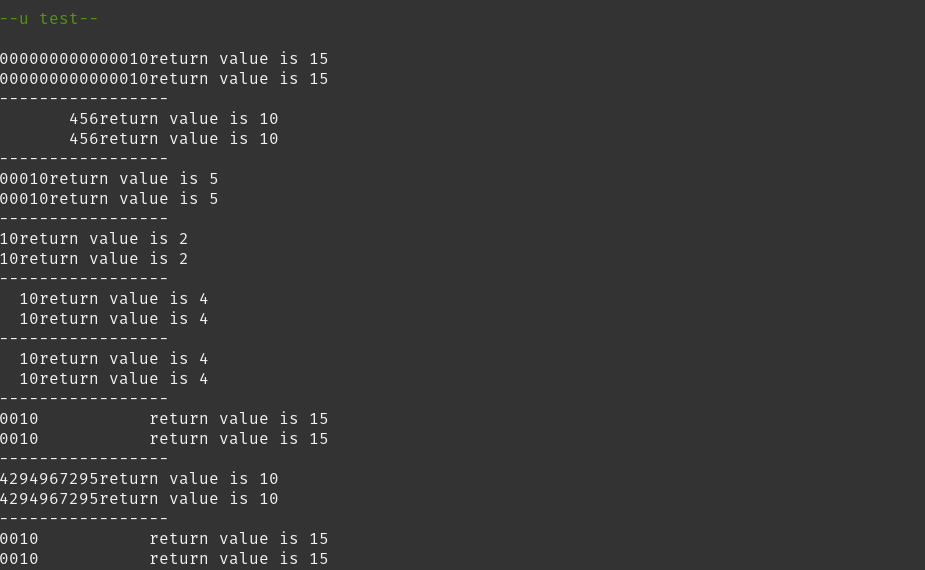 --u test--
000000000000010return value is 15
000000000000010return value is 15
-----------------
       456return value is 10
       456return value is 10
-----------------
00010return value is 5
00010return value is 5
-----------------
10return value is 2
10return value is 2
-----------------
  10return value is 4
  10return value is 4
-----------------
  10return value is 4
  10return value is 4
-----------------
0010           return value is 15
0010           return value is 15
-----------------
4294967295return value is 10
4294967295return value is 10
-----------------
0010           return value is 15
0010           return value is 15